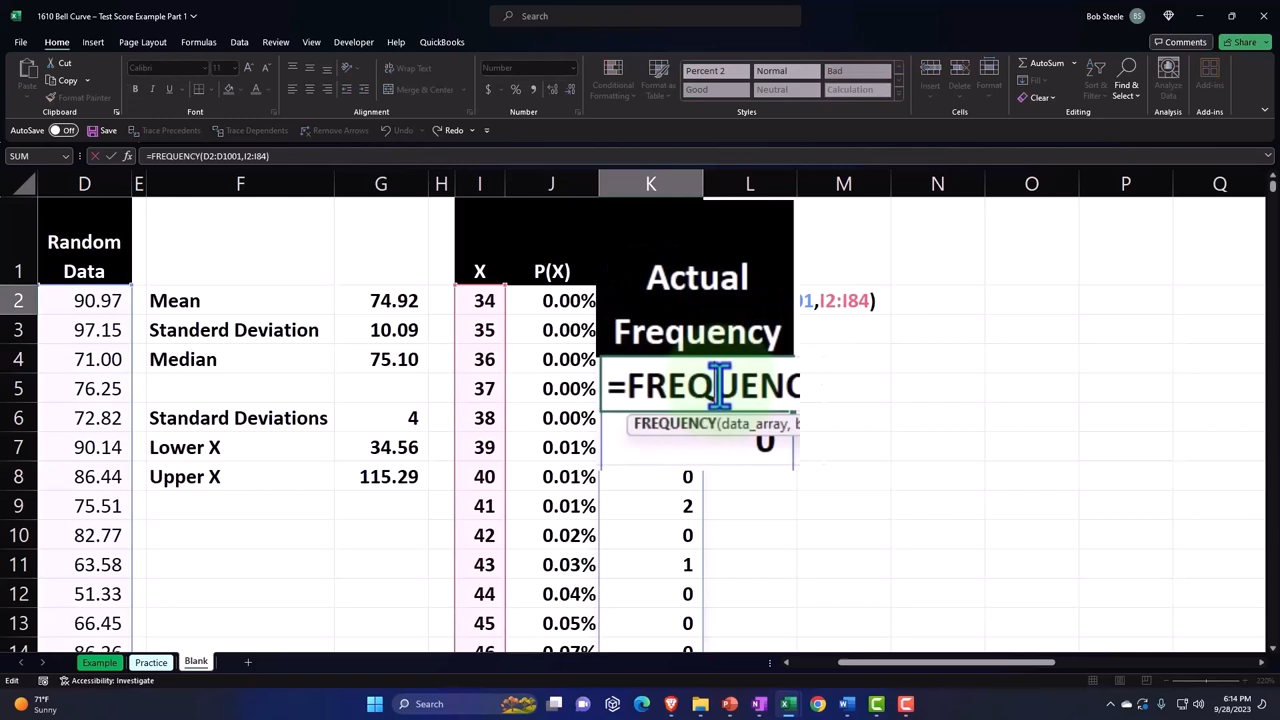 1610 Bell Curve – Test Score Example Part 1
Search
Bob Steele BS
File Home Insert Page Layout Formulas Data Review View Developer Help QuickBooks
Comments Share
Paste
Cut
Copy
Format Painter
Calibri 11
Wrap Text
Merge & Center
Number
Conditional Formatting
Format as Table
Percent 2 Normal Bad
Good Neutral Calculation
Insert Delete Format
AutoSum
Fill
Clear
Sort & Filter
Find & Select
Analyze Data
Add-ins
Clipboard Font Alignment Number Styles Cells Editing Analysis Add-ins
AutoSave Off Save Trace Precedents Trace Dependents Remove Arrows Undo Redo
SUM =FREQUENCY(D2:D1001,I2:I84)
D E F G H I J K L M N O P Q
1 Random Data X P(X) Actual Frequency
2 90.97 Mean 74.92 34 0.00% 01,I2:I84)
3 97.15 Standerd Deviation 10.09 35 0.00%
4 71.00 Median 75.10 36 0.00%
5 76.25 37 0.00% =FREQUENC
6 72.82 Standard Deviations 4 38 0.00% FREQUENCY(data_array, b
7 90.14 Lower X 34.56 39 0.01% 0
8 86.44 Upper X 115.29 40 0.01% 0
9 75.51 41 0.01% 2
10 82.77 42 0.02% 0
11 63.58 43 0.03% 1
12 51.33 44 0.04% 0
13 66.45 45 0.05% 0
14 86.26 46 0.07% 0
Example Practice Blank
Edit Accessibility: Investigate 220%
71°F
Sunny
Search
6:14 PM
9/28/2023